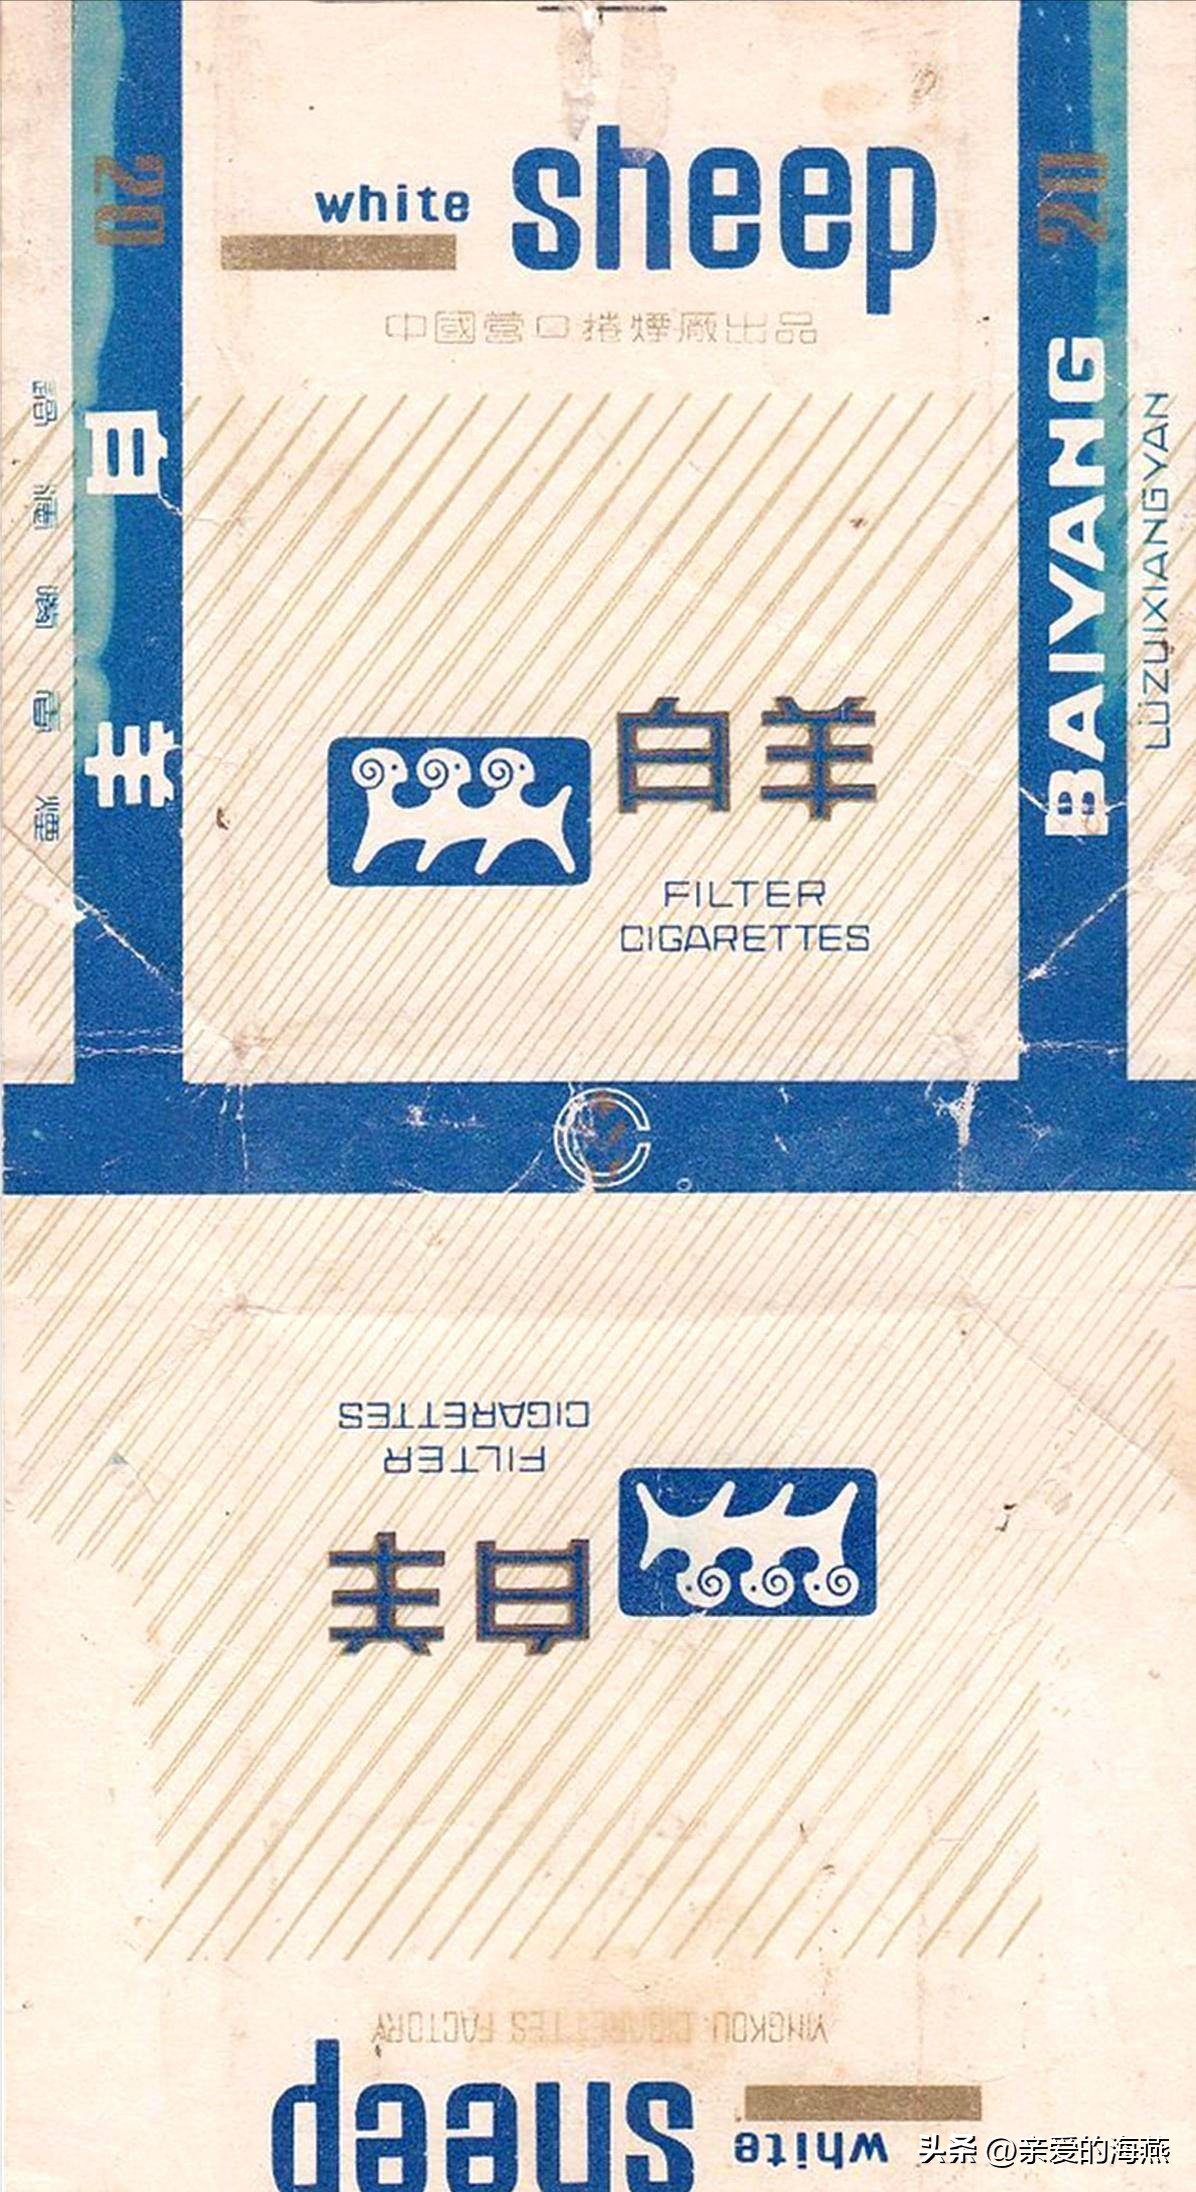 white sheep
中國營口捲煙廠出品
白羊
FILTER
CIGARETTES
20
白羊
過濾嘴香煙
20
BAIYANG
LÜZUIXIANGYAN
CIGARETTES
FILTER
白羊
YINGKOU CIGARETTES FACTORY
white sheep
头条 @亲爱的海燕